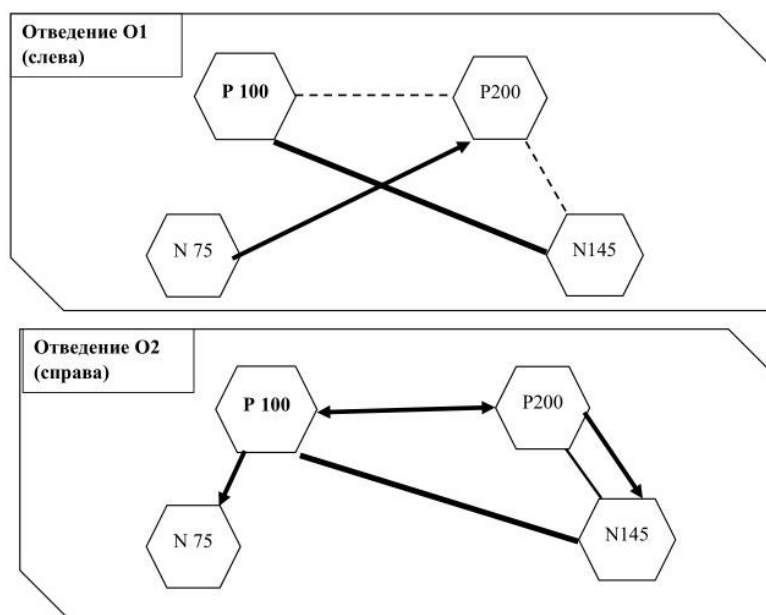 Отведение О1
(слева)
Р 100
Р200
N 75
N145
Отведение О2
(справа)
Р 100
Р200
N 75
N145